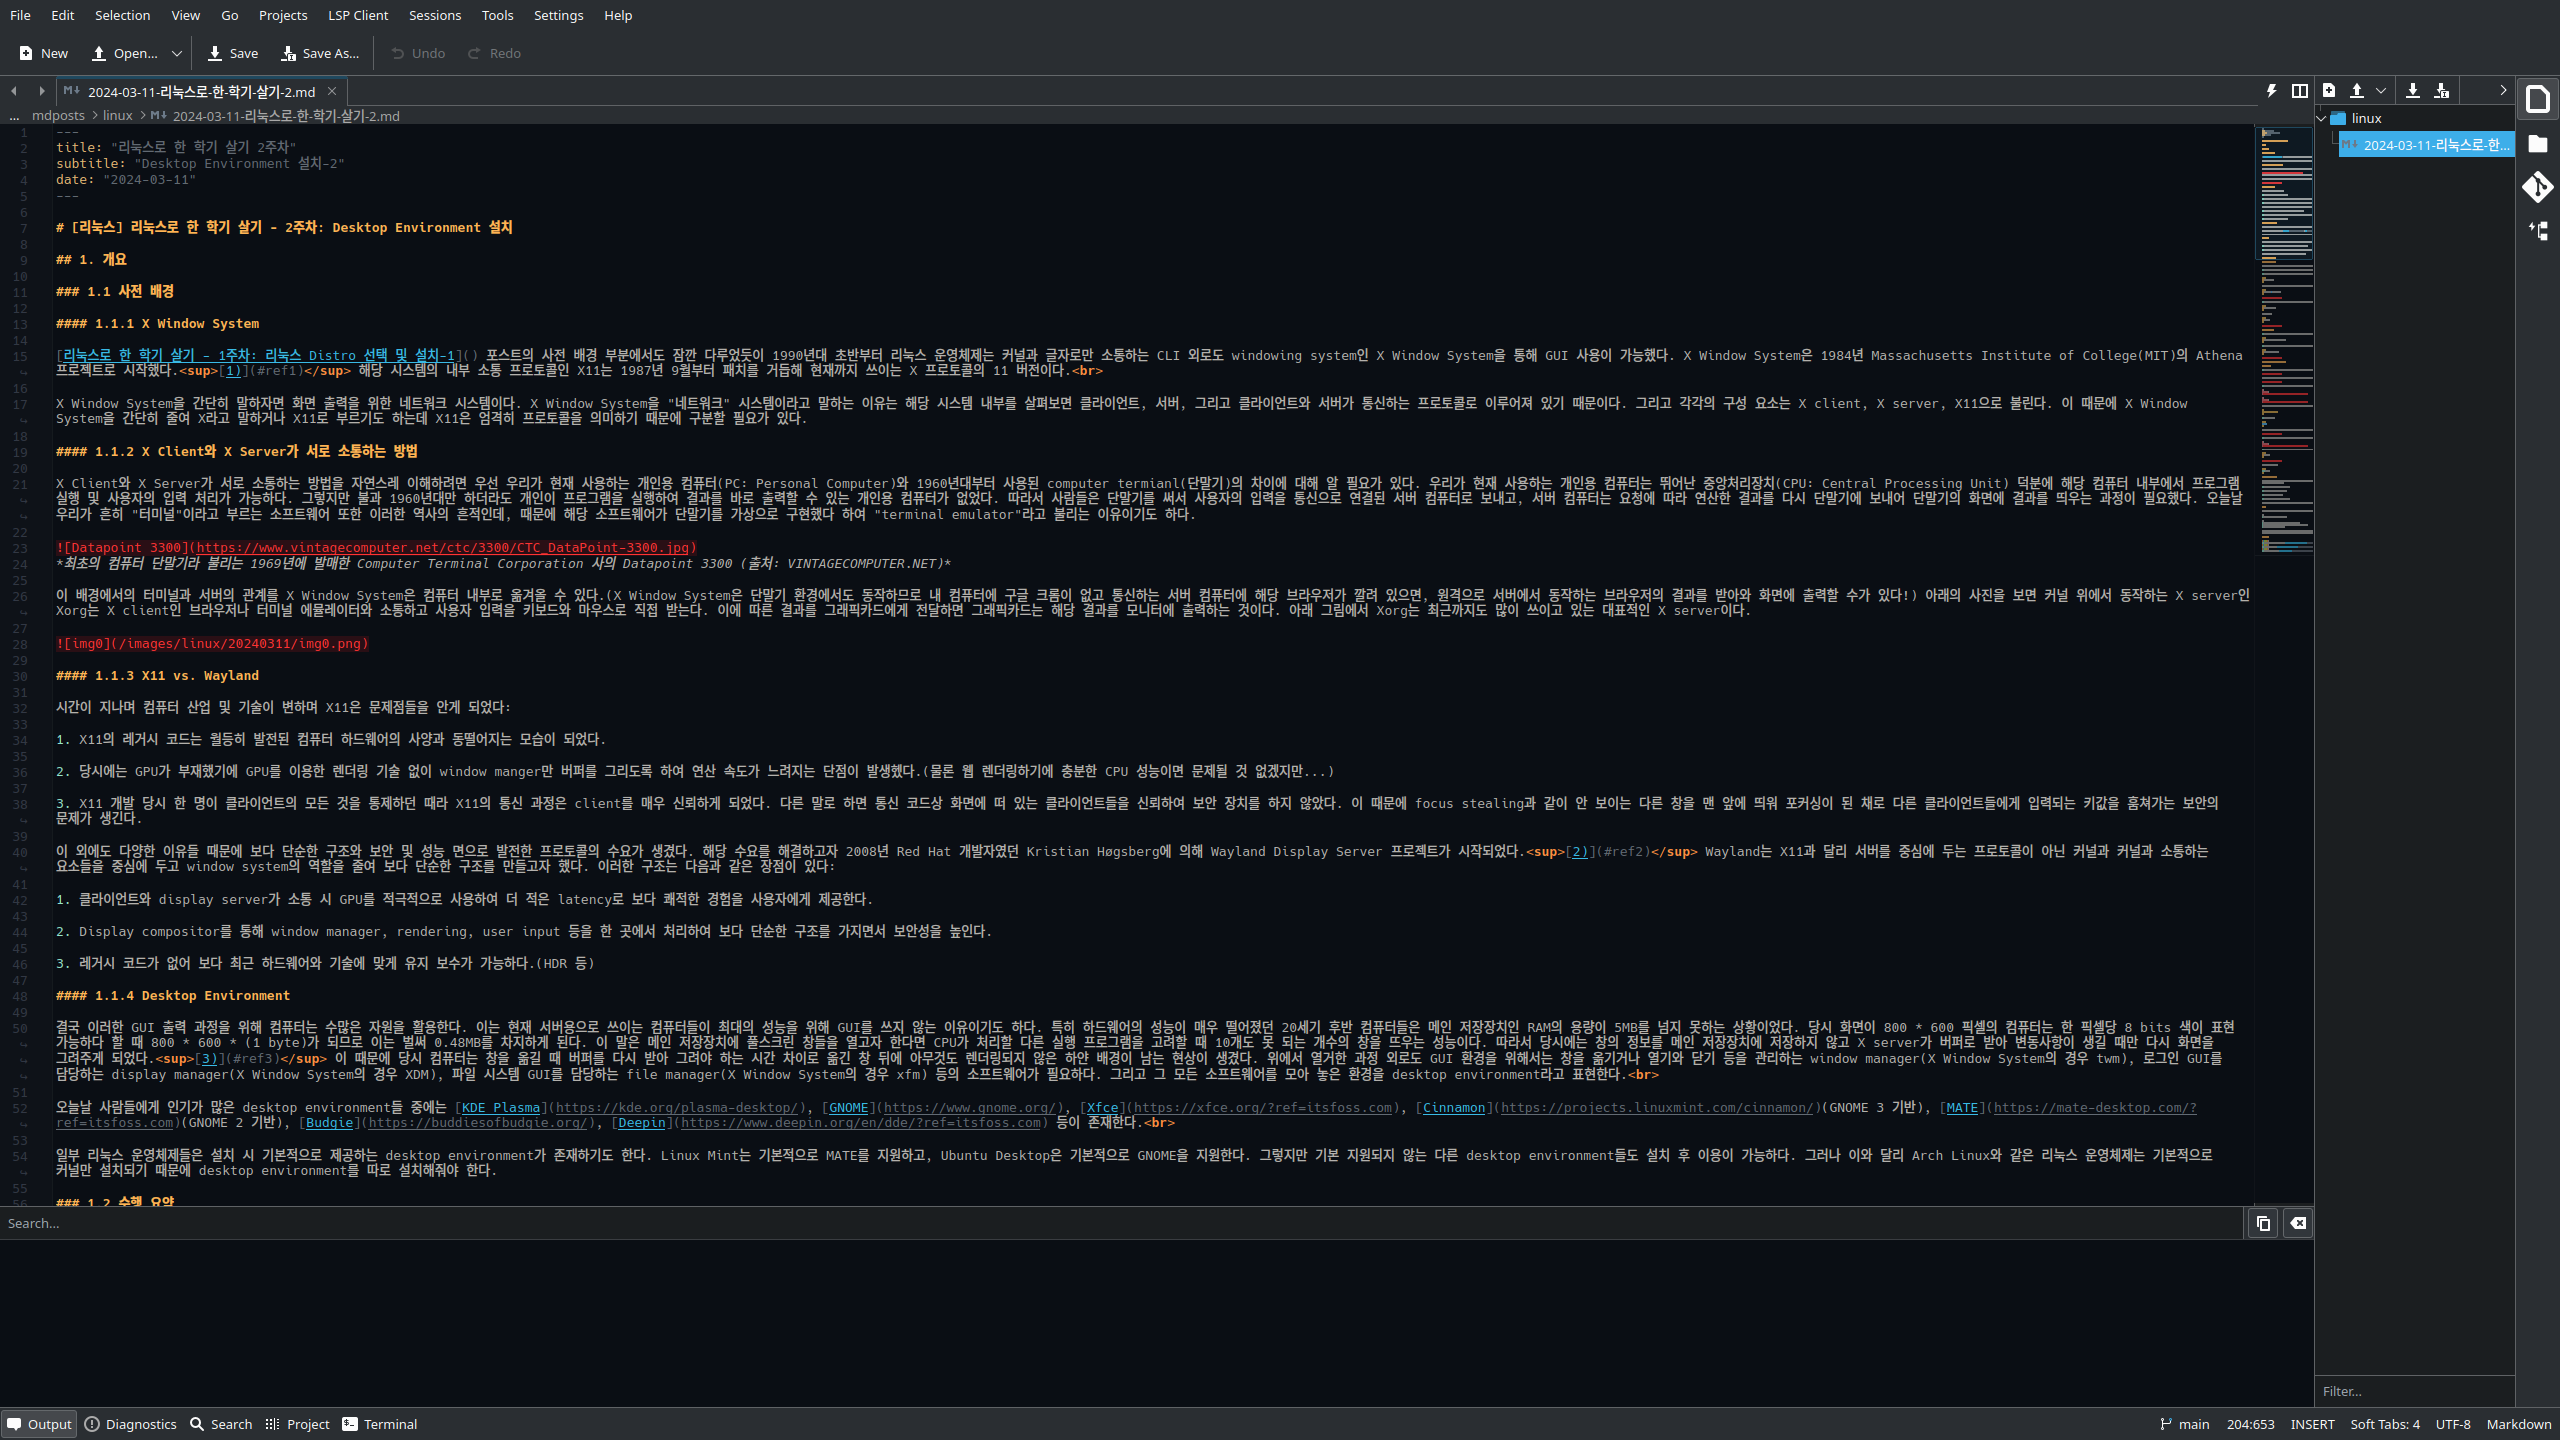 File Edit Selection View Go Projects LSP Client Sessions Tools Settings Help
New Open... Save Save As... Undo Redo
2024-03-11-리눅스로-한-학기-살기-2.md
... mdposts > linux > 2024-03-11-리눅스로-한-학기-살기-2.md
linux
2024-03-11-리눅스로-한...
1 ---
2 title: "리눅스로 한 학기 살기 2주차"
3 subtitle: "Desktop Environment 설치-2"
4 date: "2024-03-11"
5 ---
6
7 # [리눅스] 리눅스로 한 학기 살기 - 2주차: Desktop Environment 설치
8
9 ## 1. 개요
10
11 ### 1.1 사전 배경
12
13 #### 1.1.1 X Window System
14
15 [리눅스로 한 학기 살기 - 1주차: 리눅스 Distro 선택 및 설치-1]() 포스트의 사전 배경 부분에서도 잠깐 다루었듯이 1990년대 초반부터 리눅스 운영체제는 커널과 글자로만 소통하는 CLI 외로도 windowing system인 X Window System을 통해 GUI 사용이 가능했다. X Window System은 1984년 Massachusetts Institute of College(MIT)의 Athena
프로젝트로 시작했다.<sup>[1)](#ref1)</sup> 해당 시스템의 내부 소통 프로토콜인 X11는 1987년 9월부터 패치를 거듭해 현재까지 쓰이는 X 프로토콜의 11 버전이다.<br>
16
17 X Window System을 간단히 말하자면 화면 출력을 위한 네트워크 시스템이다. X Window System을 "네트워크" 시스템이라고 말하는 이유는 해당 시스템 내부를 살펴보면 클라이언트, 서버, 그리고 클라이언트와 서버가 통신하는 프로토콜로 이루어져 있기 때문이다. 그리고 각각의 구성 요소는 X client, X server, X11으로 불린다. 이 때문에 X Window
System을 간단히 줄여 X라고 말하거나 X11로 부르기도 하는데 X11은 엄격히 프로토콜을 의미하기 때문에 구분할 필요가 있다.
18
19 #### 1.1.2 X Client와 X Server가 서로 소통하는 방법
20
21 X Client와 X Server가 서로 소통하는 방법을 자연스레 이해하려면 우선 우리가 현재 사용하는 개인용 컴퓨터(PC: Personal Computer)와 1960년대부터 사용된 computer termianl(단말기)의 차이에 대해 알 필요가 있다. 우리가 현재 사용하는 개인용 컴퓨터는 뛰어난 중앙처리장치(CPU: Central Processing Unit) 덕분에 해당 컴퓨터 내부에서 프로그램
실행 및 사용자의 입력 처리가 가능하다. 그렇지만 불과 1960년대만 하더라도 개인이 프로그램을 실행하여 결과를 바로 출력할 수 있는 개인용 컴퓨터가 없었다. 따라서 사람들은 단말기를 써서 사용자의 입력을 통신으로 연결된 서버 컴퓨터로 보내고, 서버 컴퓨터는 요청에 따라 연산한 결과를 다시 단말기에 보내어 단말기의 화면에 결과를 띄우는 과정이 필요했다. 오늘날
우리가 흔히 "터미널"이라고 부르는 소프트웨어 또한 이러한 역사의 흔적인데, 때문에 해당 소프트웨어가 단말기를 가상으로 구현했다 하여 "terminal emulator"라고 불리는 이유이기도 하다.
22
23 ![Datapoint 3300](https://www.vintagecomputer.net/ctc/3300/CTC_DataPoint-3300.jpg)
24 *최초의 컴퓨터 단말기라 불리는 1969년에 발매한 Computer Terminal Corporation 사의 Datapoint 3300 (출처: VINTAGECOMPUTER.NET)*
25
26 이 배경에서의 터미널과 서버의 관계를 X Window System은 컴퓨터 내부로 옮겨올 수 있다.(X Window System은 단말기 환경에서도 동작하므로 내 컴퓨터에 구글 크롬이 없고 통신하는 서버 컴퓨터에 해당 브라우저가 깔려 있으면, 원격으로 서버에서 동작하는 브라우저의 결과를 받아와 화면에 출력할 수가 있다!) 아래의 사진을 보면 커널 위에서 동작하는 X server인
Xorg는 X client인 브라우저나 터미널 에뮬레이터와 소통하고 사용자 입력을 키보드와 마우스로 직접 받는다. 이에 따른 결과를 그래픽카드에게 전달하면 그래픽카드는 해당 결과를 모니터에 출력하는 것이다. 아래 그림에서 Xorg는 최근까지도 많이 쓰이고 있는 대표적인 X server이다.
27
28 ![img0](/images/linux/20240311/img0.png)
29
30 #### 1.1.3 X11 vs. Wayland
31
32 시간이 지나며 컴퓨터 산업 및 기술이 변하며 X11은 문제점들을 안게 되었다:
33
34 1. X11의 레거시 코드는 월등히 발전된 컴퓨터 하드웨어의 사양과 동떨어지는 모습이 되었다.
35
36 2. 당시에는 GPU가 부재했기에 GPU를 이용한 렌더링 기술 없이 window manger만 버퍼를 그리도록 하여 연산 속도가 느려지는 단점이 발생했다.(물론 웹 렌더링하기에 충분한 CPU 성능이면 문제될 것 없겠지만...)
37
38 3. X11 개발 당시 한 명이 클라이언트의 모든 것을 통제하던 때라 X11의 통신 과정은 client를 매우 신뢰하게 되었다. 다른 말로 하면 통신 코드상 화면에 떠 있는 클라이언트들을 신뢰하여 보안 장치를 하지 않았다. 이 때문에 focus stealing과 같이 안 보이는 다른 창을 맨 앞에 띄워 포커싱이 된 채로 다른 클라이언트들에게 입력되는 키값을 훔쳐가는 보안의
문제가 생긴다.
39
40 이 외에도 다양한 이유들 때문에 보다 단순한 구조와 보안 및 성능 면으로 발전한 프로토콜의 수요가 생겼다. 해당 수요를 해결하고자 2008년 Red Hat 개발자였던 Kristian Høgsberg에 의해 Wayland Display Server 프로젝트가 시작되었다.<sup>[2)](#ref2)</sup> Wayland는 X11과 달리 서버를 중심에 두는 프로토콜이 아닌 커널과 커널과 소통하는
요소들을 중심에 두고 window system의 역할을 줄여 보다 단순한 구조를 만들고자 했다. 이러한 구조는 다음과 같은 장점이 있다:
41
42 1. 클라이언트와 display server가 소통 시 GPU를 적극적으로 사용하여 더 적은 latency로 보다 쾌적한 경험을 사용자에게 제공한다.
43
44 2. Display compositor를 통해 window manager, rendering, user input 등을 한 곳에서 처리하여 보다 단순한 구조를 가지면서 보안성을 높인다.
45
46 3. 레거시 코드가 없어 보다 최근 하드웨어와 기술에 맞게 유지 보수가 가능하다.(HDR 등)
47
48 #### 1.1.4 Desktop Environment
49
50 결국 이러한 GUI 출력 과정을 위해 컴퓨터는 수많은 자원을 활용한다. 이는 현재 서버용으로 쓰이는 컴퓨터들이 최대의 성능을 위해 GUI를 쓰지 않는 이유이기도 하다. 특히 하드웨어의 성능이 매우 떨어졌던 20세기 후반 컴퓨터들은 메인 저장장치인 RAM의 용량이 5MB를 넘지 못하는 상황이었다. 당시 화면이 800 * 600 픽셀의 컴퓨터는 한 픽셀당 8 bits 색이 표현
가능하다 할 때 800 * 600 * (1 byte)가 되므로 이는 벌써 0.48MB를 차지하게 된다. 이 말은 메인 저장장치에 풀스크린 창들을 열고자 한다면 CPU가 처리할 다른 실행 프로그램을 고려할 때 10개도 못 되는 개수의 창을 띄우는 성능이다. 따라서 당시에는 창의 정보를 메인 저장장치에 저장하지 않고 X server가 버퍼로 받아 변동사항이 생길 때만 다시 화면을
그려주게 되었다.<sup>[3)](#ref3)</sup> 이 때문에 당시 컴퓨터는 창을 옮길 때 버퍼를 다시 받아 그려야 하는 시간 차이로 옮긴 창 뒤에 아무것도 렌더링되지 않은 하얀 배경이 남는 현상이 생겼다. 위에서 열거한 과정 외로도 GUI 환경을 위해서는 창을 옮기거나 열기와 닫기 등을 관리하는 window manager(X Window System의 경우 twm), 로그인 GUI를
담당하는 display manager(X Window System의 경우 XDM), 파일 시스템 GUI를 담당하는 file manager(X Window System의 경우 xfm) 등의 소프트웨어가 필요하다. 그리고 그 모든 소프트웨어를 모아 놓은 환경을 desktop environment라고 표현한다.<br>
51
52 오늘날 사람들에게 인기가 많은 desktop environment들 중에는 [KDE Plasma](https://kde.org/plasma-desktop/), [GNOME](https://www.gnome.org/), [Xfce](https://xfce.org/?ref=itsfoss.com), [Cinnamon](https://projects.linuxmint.com/cinnamon/)(GNOME 3 기반), [MATE](https://mate-desktop.com/?
ref=itsfoss.com)(GNOME 2 기반), [Budgie](https://buddiesofbudgie.org/), [Deepin](https://www.deepin.org/en/dde/?ref=itsfoss.com) 등이 존재한다.<br>
53
54 일부 리눅스 운영체제들은 설치 시 기본적으로 제공하는 desktop environment가 존재하기도 한다. Linux Mint는 기본적으로 MATE를 지원하고, Ubuntu Desktop은 기본적으로 GNOME을 지원한다. 그렇지만 기본 지원되지 않는 다른 desktop environment들도 설치 후 이용이 가능하다. 그러나 이와 달리 Arch Linux와 같은 리눅스 운영체제는 기본적으로
커널만 설치되기 때문에 desktop environment를 따로 설치해줘야 한다.
55
56 ### 1.2 수행 요약
Search...
Filter...
Output Diagnostics Search Project Terminal
main 204:653 INSERT Soft Tabs: 4 UTF-8 Markdown